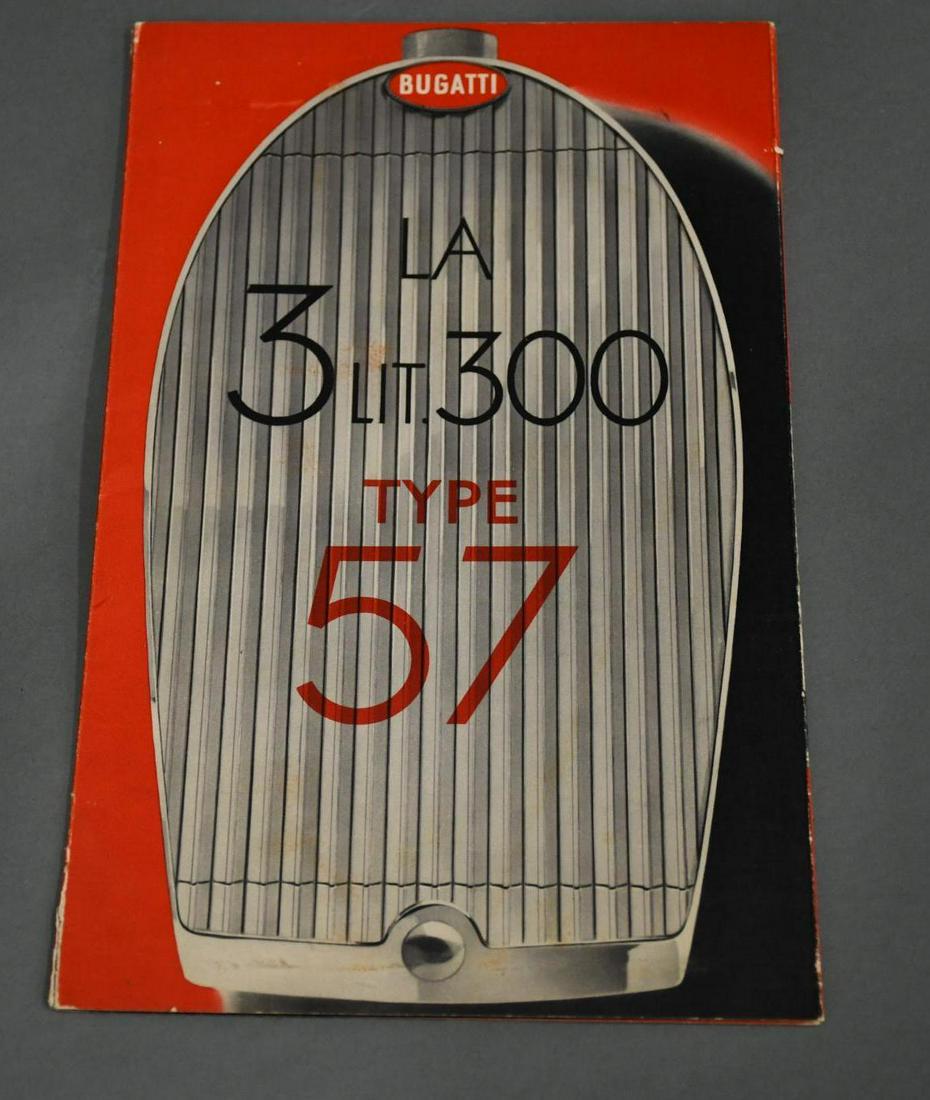 BUGATTI
LA
3 LIT. 300
TYPE
57